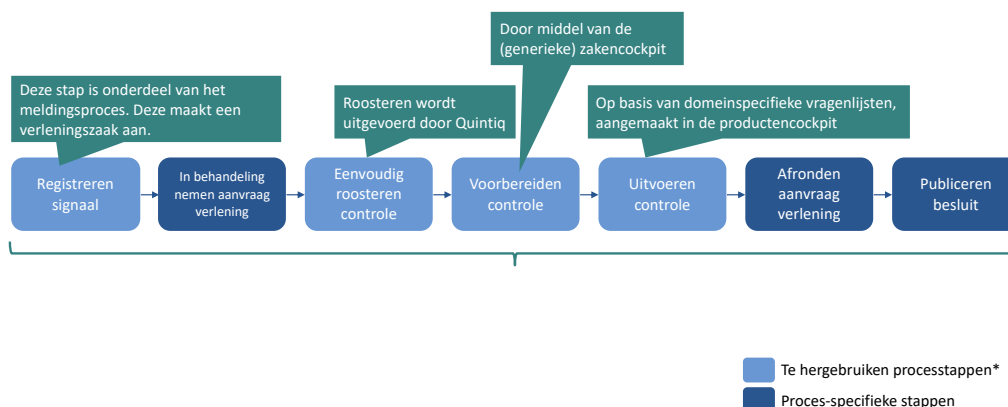 Door middel van de
(generieke) zakencockpit
Deze stap is onderdeel van het
meldingsproces. Deze maakt een
verleningszaak aan.
Roosteren wordt
uitgevoerd door Quintiq
Op basis van domeinspecifieke vragenlijsten,
aangemaakt in de productencockpit
Registreren
signaal
In behandeling
nemen aanvraag
verlening
Eenvoudig
roosteren
controle
Voorbereiden
controle
Uitvoeren
controle
Afronden
aanvraag
verlening
Publiceren
besluit
Te hergebruiken processtappen*
Proces-specifieke stappen